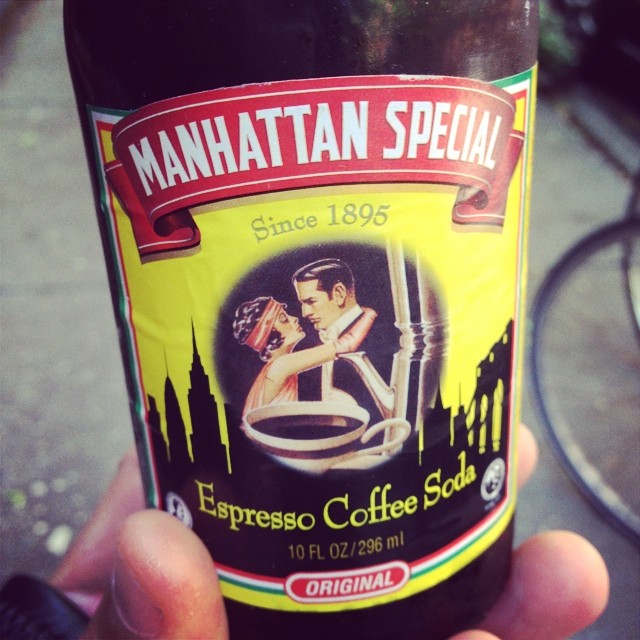 MANHATTAN SPECIAL
Since 1895
Espresso Coffee Soda
10 FL OZ/296 ml
ORIGINAL